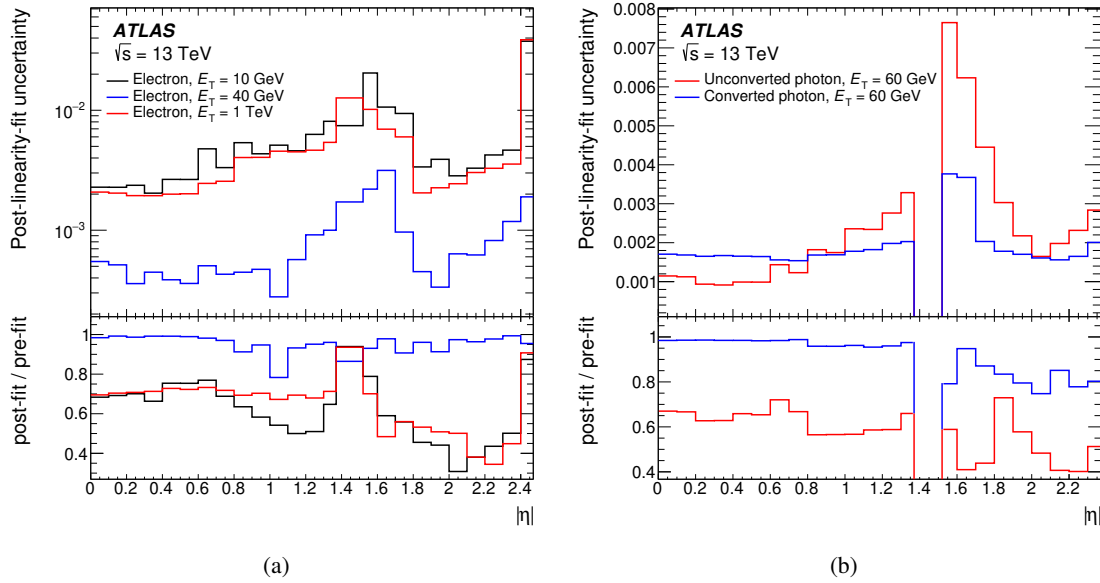 ATLAS
√s = 13 TeV
Electron, E_T = 10 GeV
Electron, E_T = 40 GeV
Electron, E_T = 1 TeV
Post-linearity-fit uncertainty
10⁻²
10⁻³
post-fit / pre-fit
1
0.8
0.6
0.4
0 0.2 0.4 0.6 0.8 1 1.2 1.4 1.6 1.8 2 2.2 2.4
|η|
(a)
ATLAS
√s = 13 TeV
Unconverted photon, E_T = 60 GeV
Converted photon, E_T = 60 GeV
Post-linearity-fit uncertainty
0.008
0.007
0.006
0.005
0.004
0.003
0.002
0.001
post-fit / pre-fit
1
0.8
0.6
0.4
0 0.2 0.4 0.6 0.8 1 1.2 1.4 1.6 1.8 2 2.2
|η|
(b)